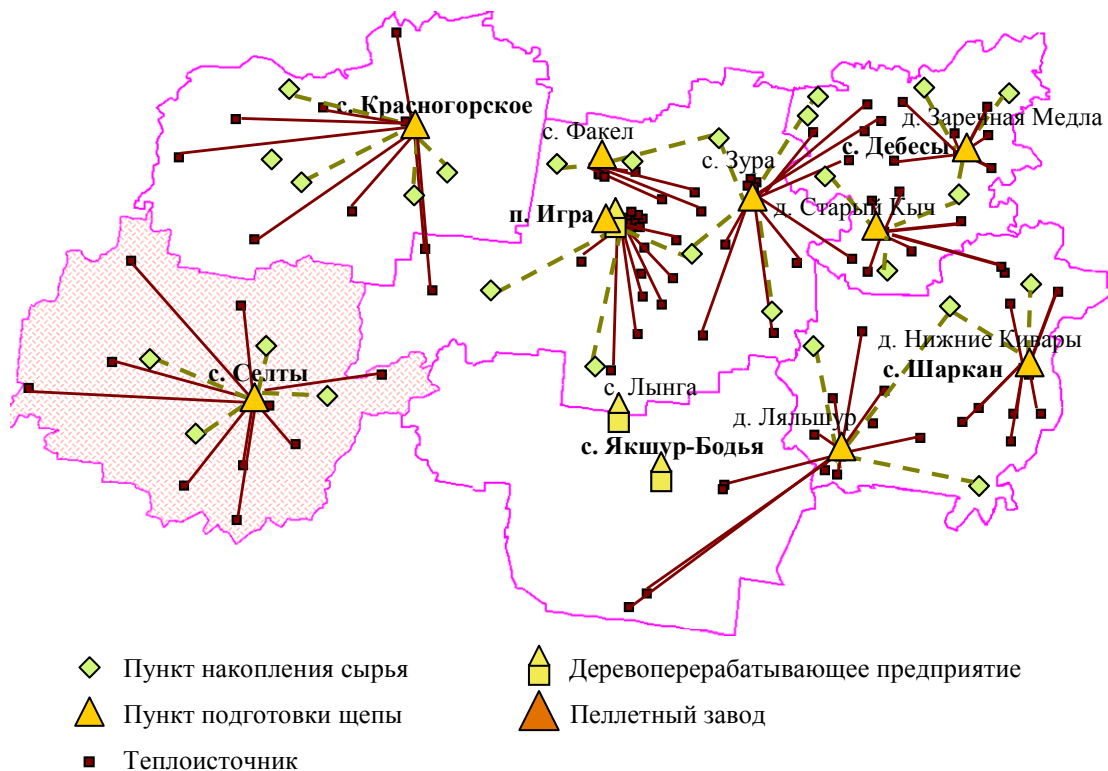 с. Красногорское
с. Факел
д. Заречная Медла
с. Дебесы
с. Зура
д. Старый Кыч
п. Игра
д. Нижние Кивары
с. Шаркан
с. Селты
с. Лынга
д. Ляльшур
с. Якшур-Бодья
Пункт накопления сырья
Деревоперерабатывающее предприятие
Пункт подготовки щепы
Пеллетный завод
Теплоисточник